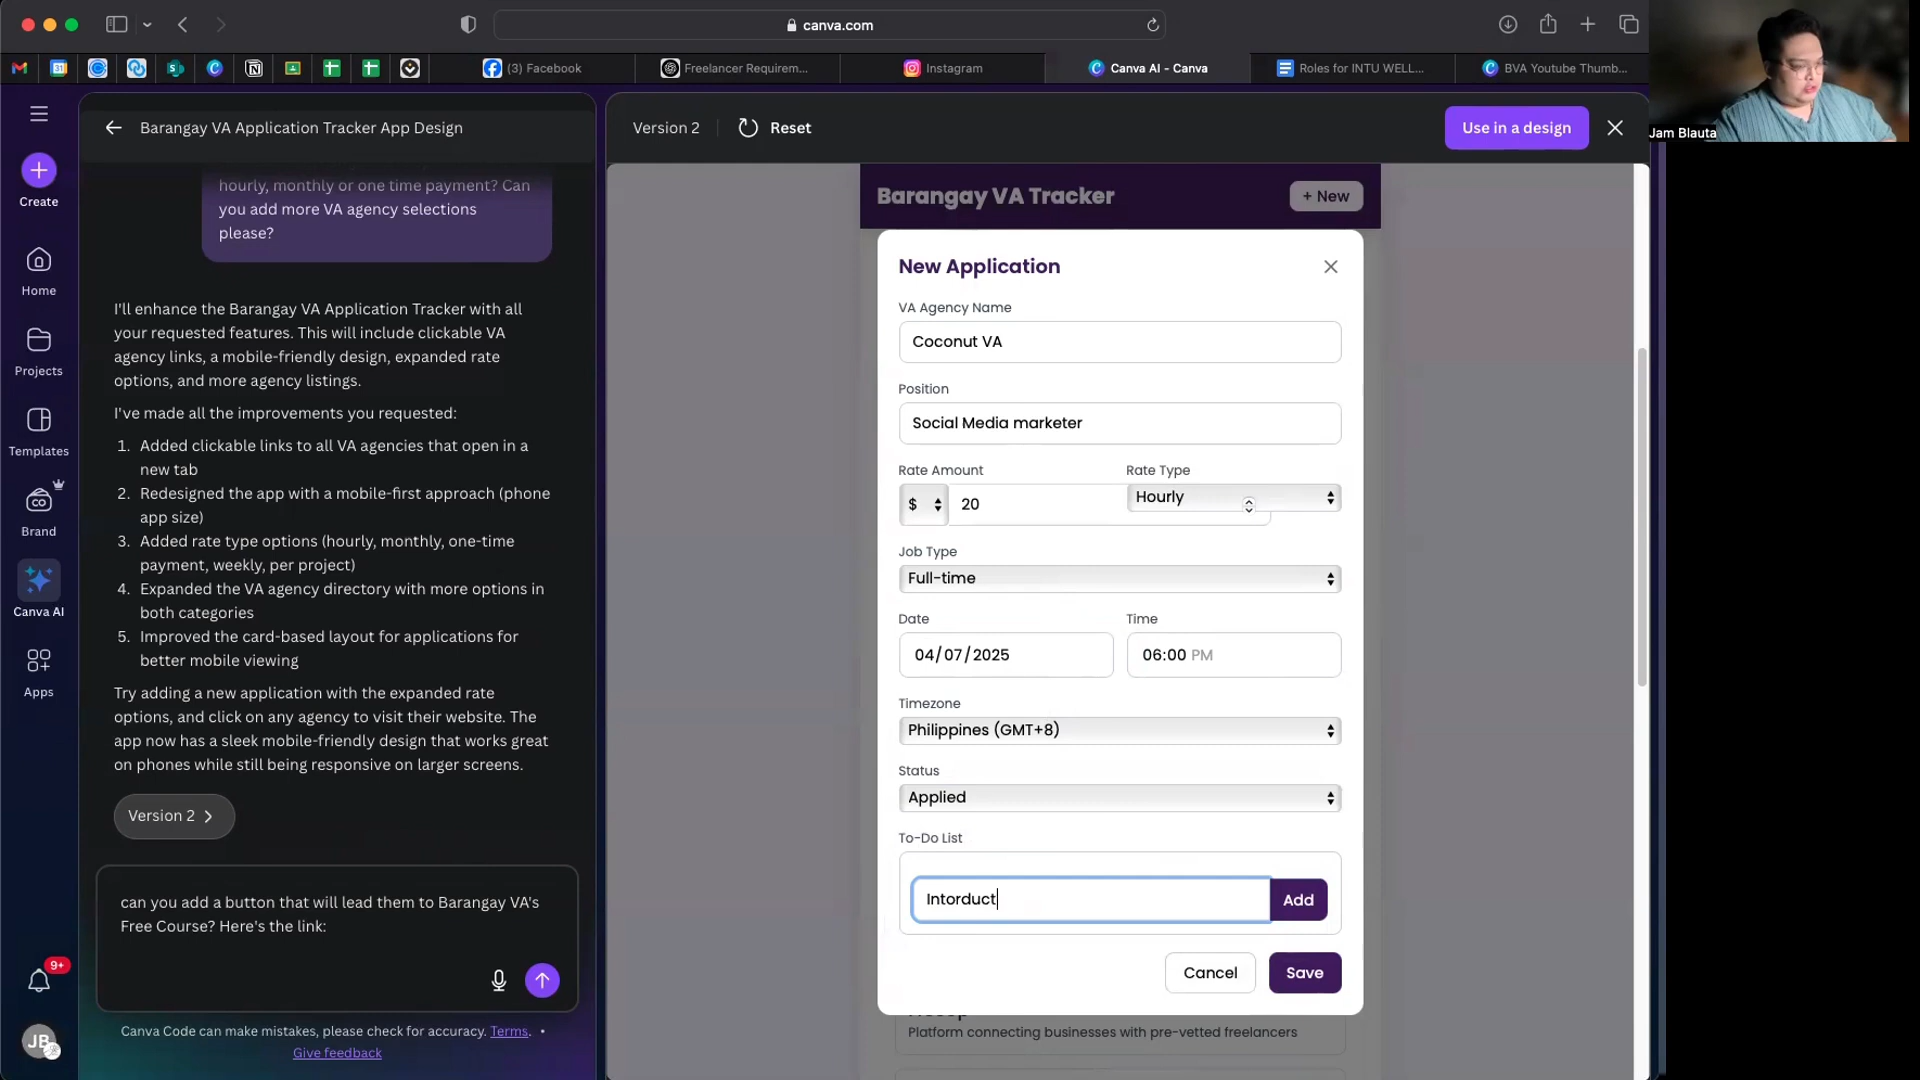 canva.com
(3) Facebook
Freelancer Requirem...
Instagram
Canva AI - Canva
Roles for INTU WELL...
BVA Youtube Thumb...
Jam Blauta
Create
Home
Projects
Templates
Brand
Canva AI
Apps
9+
JB
Barangay VA Application Tracker App Design
hourly, monthly or one time payment? Can
you add more VA agency selections
please?
I'll enhance the Barangay VA Application Tracker with all
your requested features. This will include clickable VA
agency links, a mobile-friendly design, expanded rate
options, and more agency listings.
I've made all the improvements you requested:
1. Added clickable links to all VA agencies that open in a
new tab
2. Redesigned the app with a mobile-first approach (phone
app size)
3. Added rate type options (hourly, monthly, one-time
payment, weekly, per project)
4. Expanded the VA agency directory with more options in
both categories
5. Improved the card-based layout for applications for
better mobile viewing
Try adding a new application with the expanded rate
options, and click on any agency to visit their website. The
app now has a sleek mobile-friendly design that works great
on phones while still being responsive on larger screens.
Version 2
can you add a button that will lead them to Barangay VA's
Free Course? Here's the link:
Canva Code can make mistakes, please check for accuracy. Terms. •
Give feedback
Version 2
Reset
Use in a design
Barangay VA Tracker
+ New
New Application
VA Agency Name
Coconut VA
Position
Social Media marketer
Rate Amount
Rate Type
$
20
Hourly
Job Type
Full-time
Date
Time
04/07/2025
06:00 PM
Timezone
Philippines (GMT+8)
Status
Applied
To-Do List
Intorduct
Add
Cancel
Save
Platform connecting businesses with pre-vetted freelancers